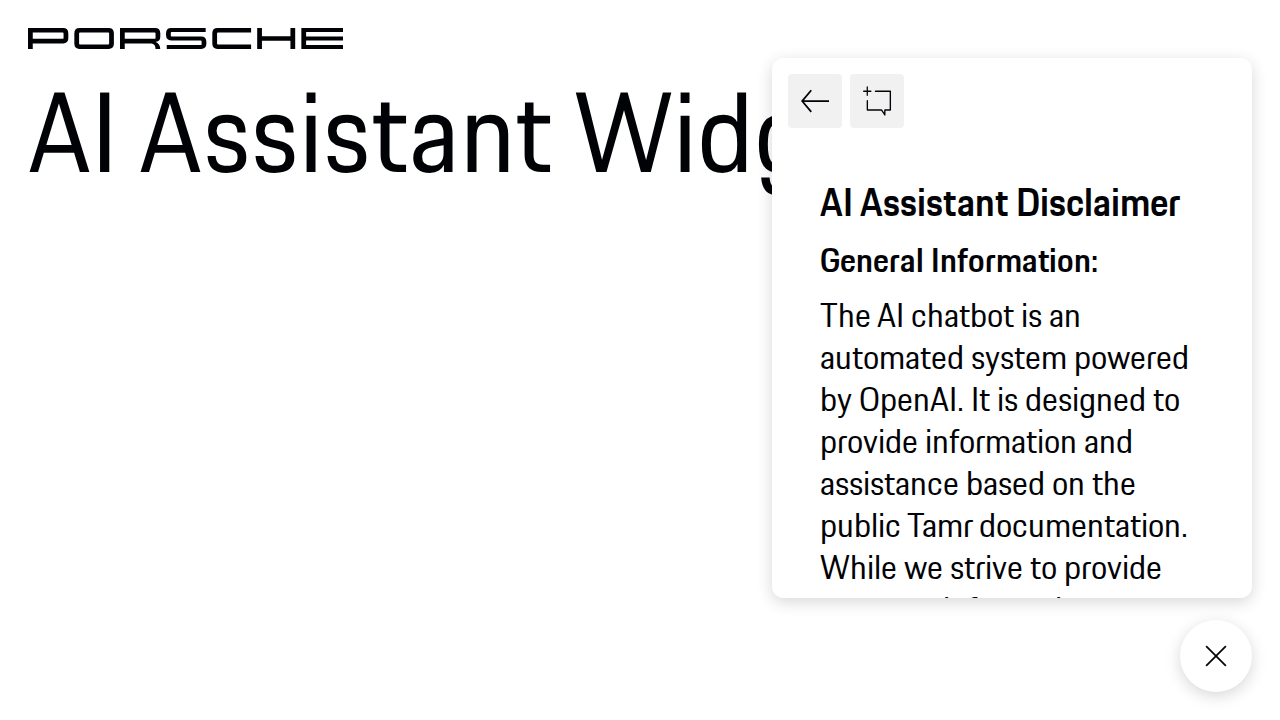 PORSCHE
AI Assistant Widg
AI Assistant Disclaimer
General Information:
The AI chatbot is an
automated system powered
by OpenAI. It is designed to
provide information and
assistance based on the
public Tamr documentation.
While we strive to provide